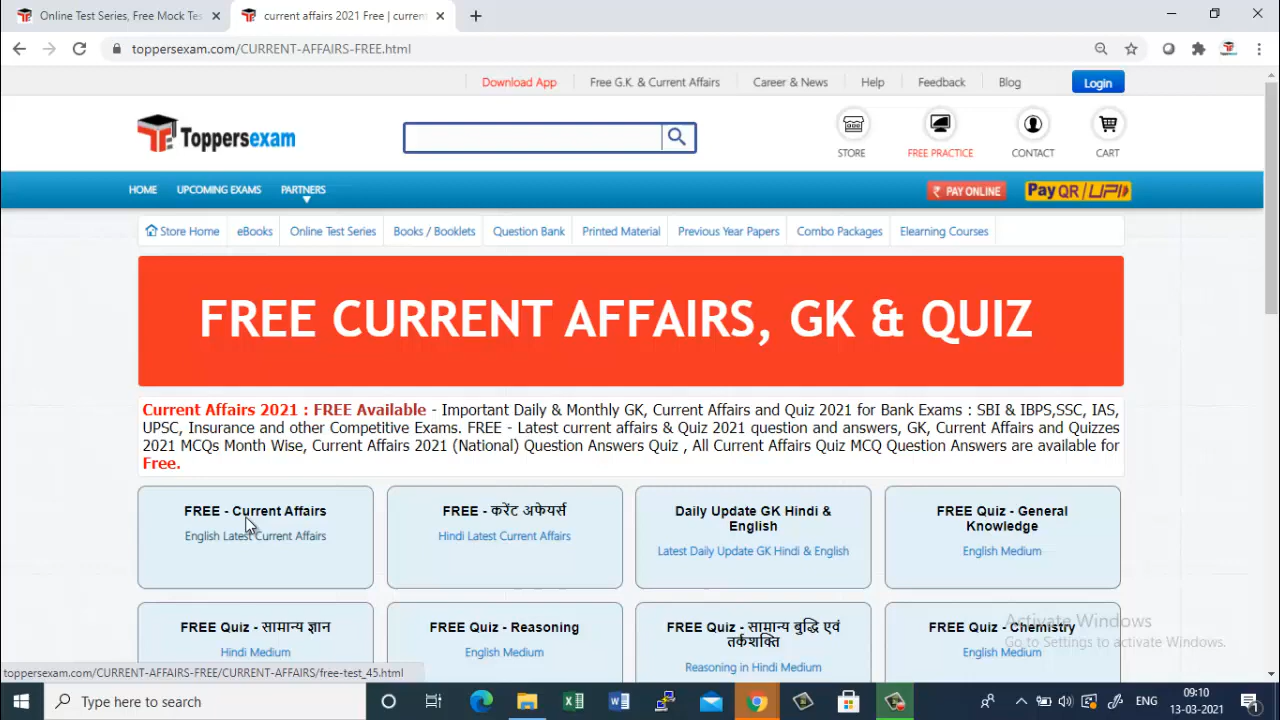 Online Test Series, Free Mock Tes
current affairs 2021 Free | curren
toppersexam.com/CURRENT-AFFAIRS-FREE.html
Download App
Free G.K. & Current Affairs
Career & News
Help
Feedback
Blog
Login
Toppersexam
STORE
FREE PRACTICE
CONTACT
CART
HOME
UPCOMING EXAMS
PARTNERS
₹ PAY ONLINE
Pay QR / UPI
Store Home
eBooks
Online Test Series
Books / Booklets
Question Bank
Printed Material
Previous Year Papers
Combo Packages
Elearning Courses
FREE CURRENT AFFAIRS, GK & QUIZ
Current Affairs 2021 : FREE Available - Important Daily & Monthly GK, Current Affairs and Quiz 2021 for Bank Exams : SBI & IBPS,SSC, IAS,
UPSC, Insurance and other Competitive Exams. FREE - Latest current affairs & Quiz 2021 question and answers, GK, Current Affairs and Quizzes
2021 MCQs Month Wise, Current Affairs 2021 (National) Question Answers Quiz , All Current Affairs Quiz MCQ Question Answers are available for
Free.
FREE - Current Affairs
English Latest Current Affairs
FREE - करेंट अफेयर्स
Hindi Latest Current Affairs
Daily Update GK Hindi &
English
Latest Daily Update GK Hindi & English
FREE Quiz - General
Knowledge
English Medium
FREE Quiz - सामान्य ज्ञान
Hindi Medium
FREE Quiz - Reasoning
English Medium
FREE Quiz - सामान्य बुद्धि एवं
तर्कशक्ति
Reasoning in Hindi Medium
FREE Quiz - Chemistry
English Medium
Activate Windows
Go to Settings to activate Windows.
toppersexam.com/CURRENT-AFFAIRS-FREE/CURRENT-AFFAIRS/free-test_45.html
Type here to search
ENG
09:10
13-03-2021
1